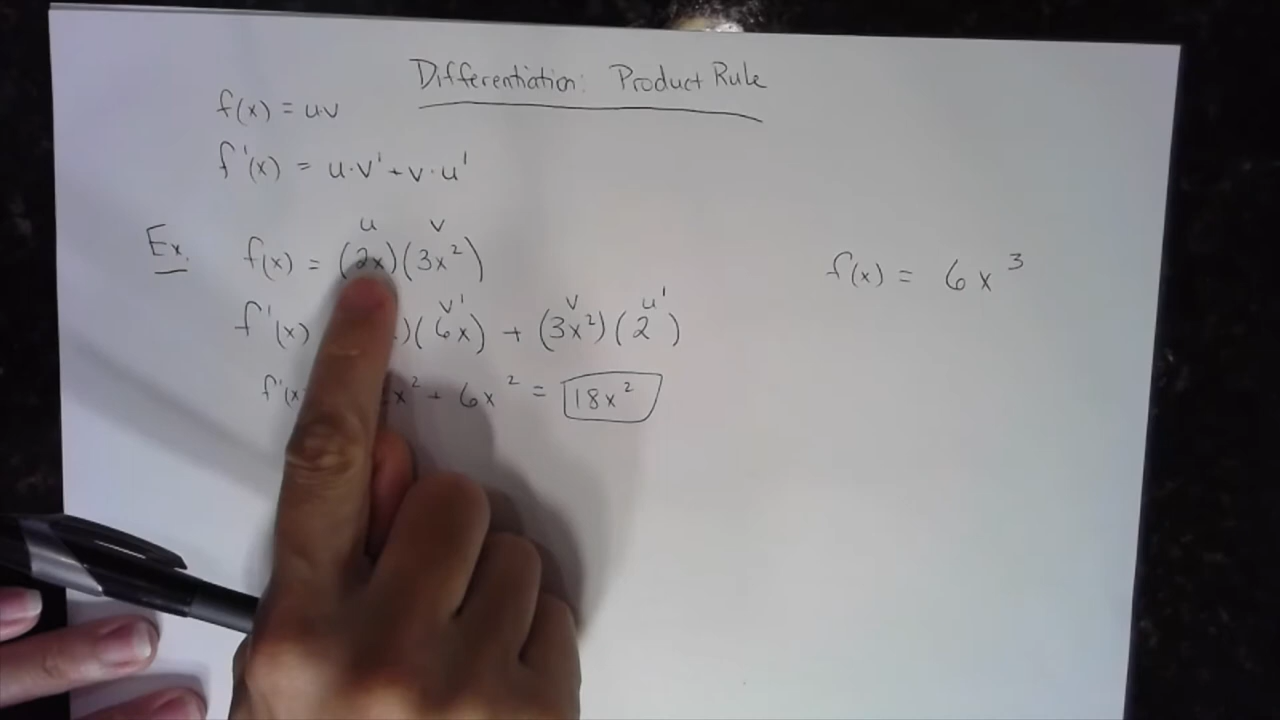 Differentiation: Product Rule
f(x) = uv
f'(x) = u·v' + v·u'
u v
Ex. f(x) = (2x)(3x²)
v' v u'
f'(x) )(6x) + (3x²)(2)
f'(x x² + 6x² = 18x²
f(x) = 6x³